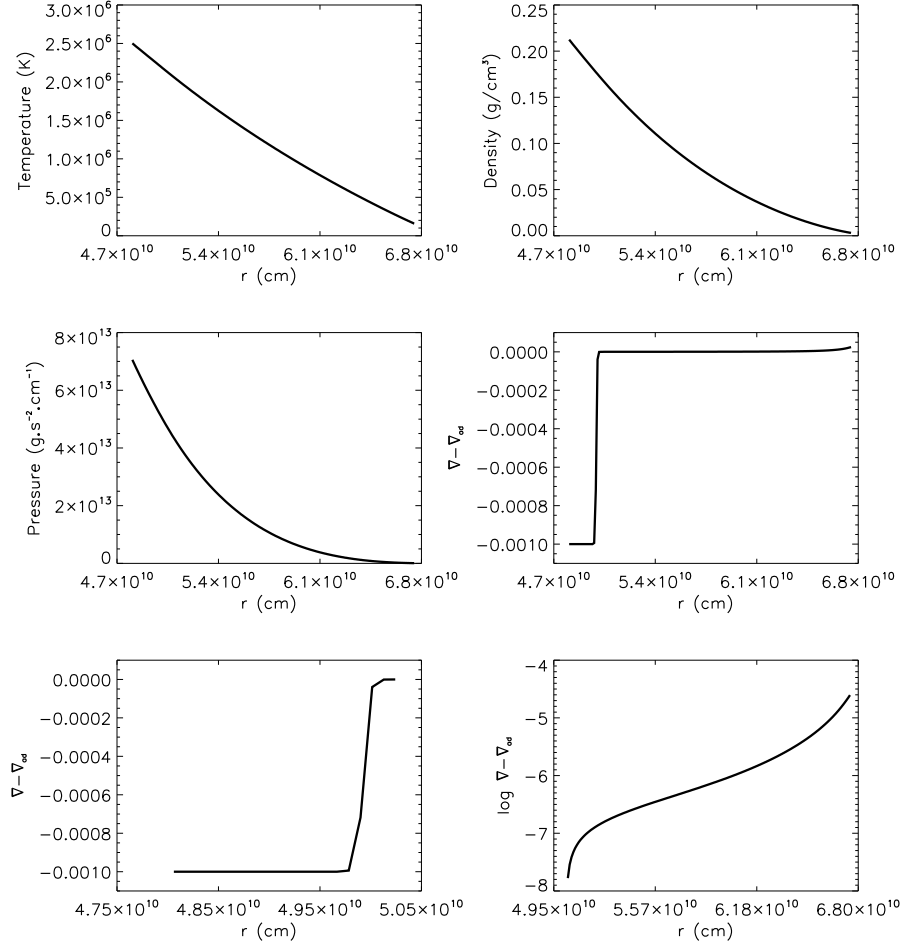 3.0×10⁶
2.5×10⁶
2.0×10⁶
1.5×10⁶
1.0×10⁶
5.0×10⁵
0
Temperature (K)
4.7×10¹⁰ 5.4×10¹⁰ 6.1×10¹⁰ 6.8×10¹⁰
r (cm)
0.25
0.20
0.15
0.10
0.05
0.00
Density (g/cm³)
4.7×10¹⁰ 5.4×10¹⁰ 6.1×10¹⁰ 6.8×10¹⁰
r (cm)
8×10¹³
6×10¹³
4×10¹³
2×10¹³
0
Pressure (g.s⁻².cm⁻¹)
4.7×10¹⁰ 5.4×10¹⁰ 6.1×10¹⁰ 6.8×10¹⁰
r (cm)
0.0000
−0.0002
−0.0004
−0.0006
−0.0008
−0.0010
∇−∇ad
4.7×10¹⁰ 5.4×10¹⁰ 6.1×10¹⁰ 6.8×10¹⁰
r (cm)
0.0000
−0.0002
−0.0004
−0.0006
−0.0008
−0.0010
∇−∇ad
4.75×10¹⁰ 4.85×10¹⁰ 4.95×10¹⁰ 5.05×10¹⁰
r (cm)
−4
−5
−6
−7
−8
log ∇−∇ad
4.95×10¹⁰ 5.57×10¹⁰ 6.18×10¹⁰ 6.80×10¹⁰
r (cm)